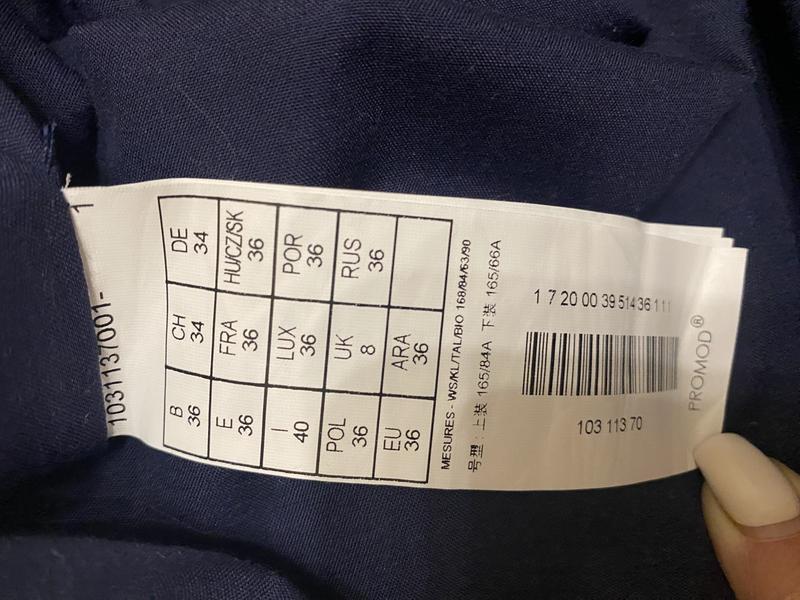 1031137001- 1
B CH DE
36 34 34
E FRA HU/CZ/SK
36 36 36
I LUX POR
40 36 36
POL UK RUS
36 8 36
EU ARA
36 36
MESURES - WS/KL/TAL/BIO 168/84/63/90
号型 : 上装 165/84A 下装 165/66A
1 7 20 00 39 514 36 111
103 113 70
PROMOD®